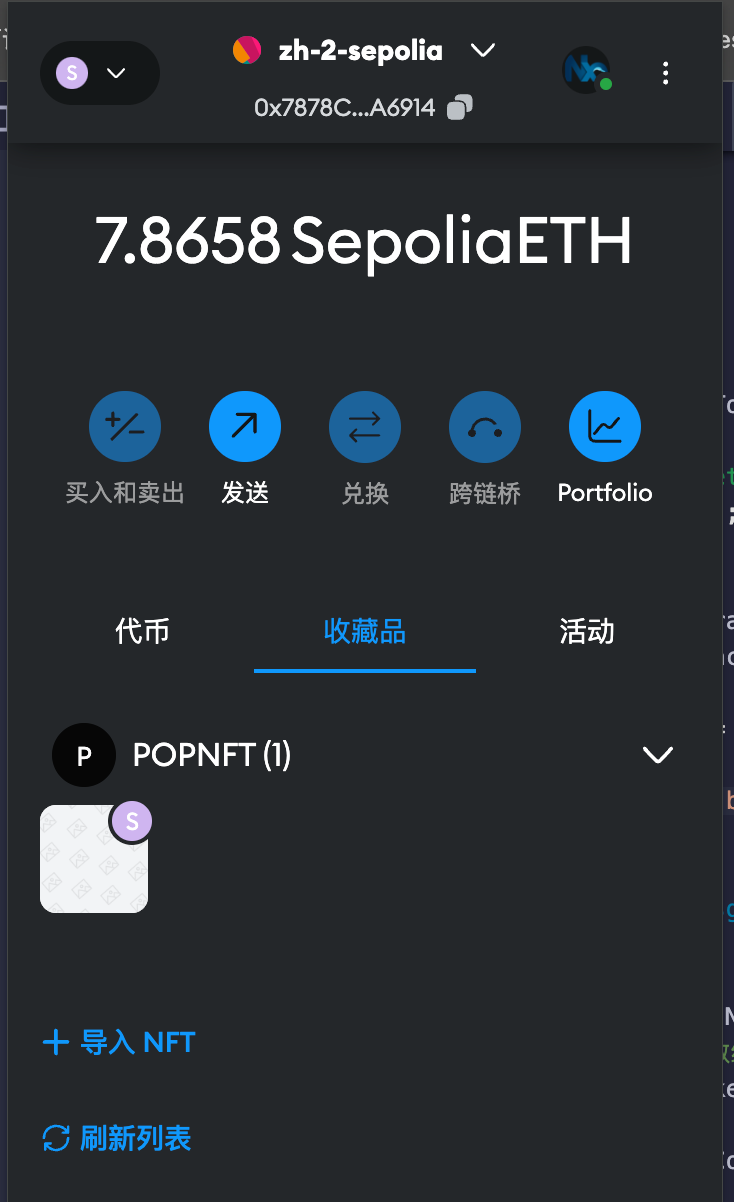 S
zh-2-sepolia
0x7878C...A6914
7.8658 SepoliaETH
买入和卖出 发送 兑换 跨链桥 Portfolio
代币 收藏品 活动
P POPNFT (1)
S
导入 NFT
刷新列表